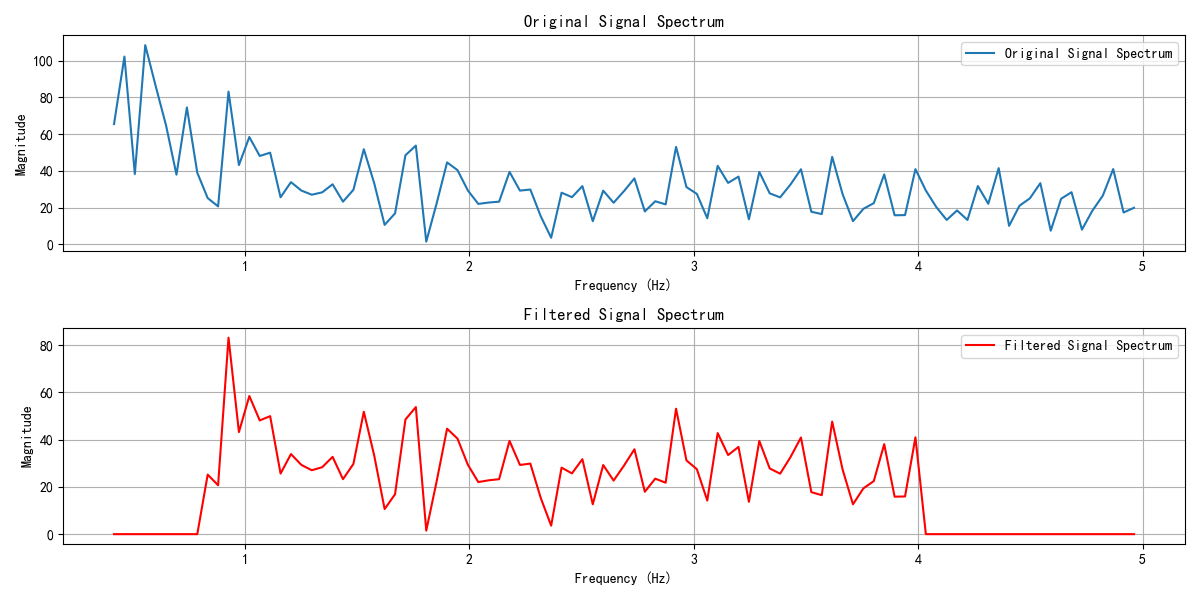 Original Signal Spectrum
Original Signal Spectrum
Magnitude
100
80
60
40
20
0
1
2
3
4
5
Frequency (Hz)
Filtered Signal Spectrum
Filtered Signal Spectrum
Magnitude
80
60
40
20
0
1
2
3
4
5
Frequency (Hz)